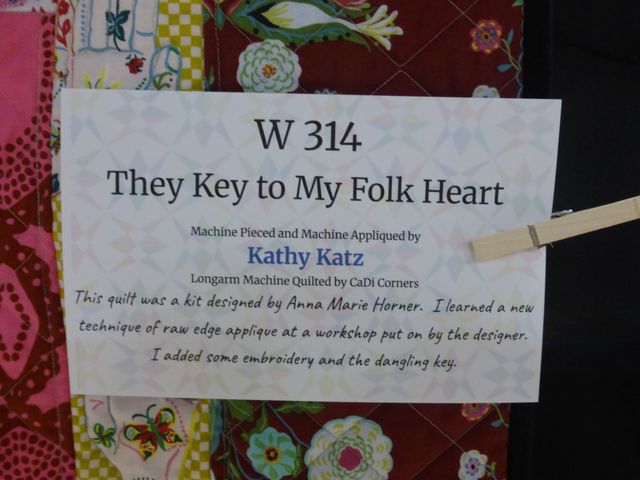 W 314
They Key to My Folk Heart
Machine Pieced and Machine Appliqued by
Kathy Katz
Longarm Machine Quilted by CaDi Corners
This quilt was a kit designed by Anna Marie Horner. I learned a new
technique of raw edge applique at a workshop put on by the designer.
I added some embroidery and the dangling key.